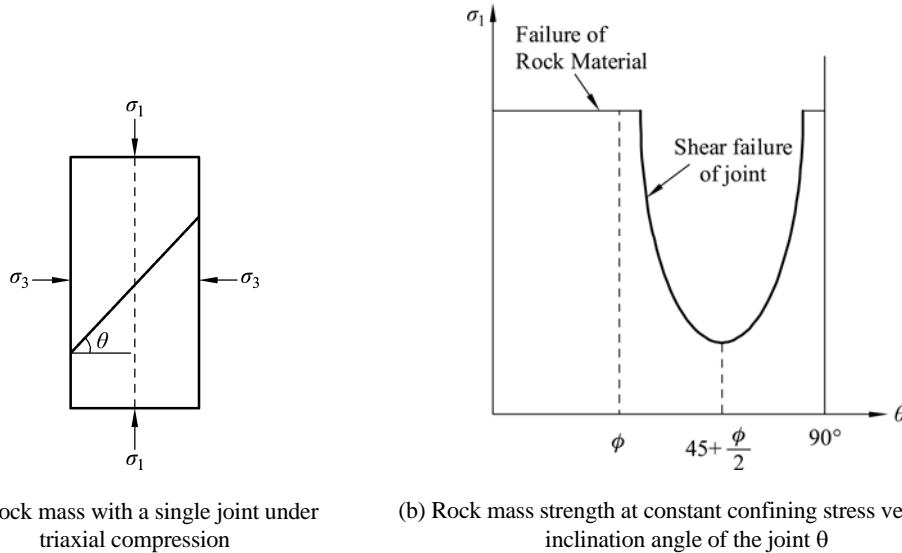 σ1
σ3
σ3
θ
σ1
ock mass with a single joint under
triaxial compression
σ1
Failure of
Rock Material
Shear failure
of joint
θ
ϕ
45+ϕ/2
90°
(b) Rock mass strength at constant confining stress ve
inclination angle of the joint θ